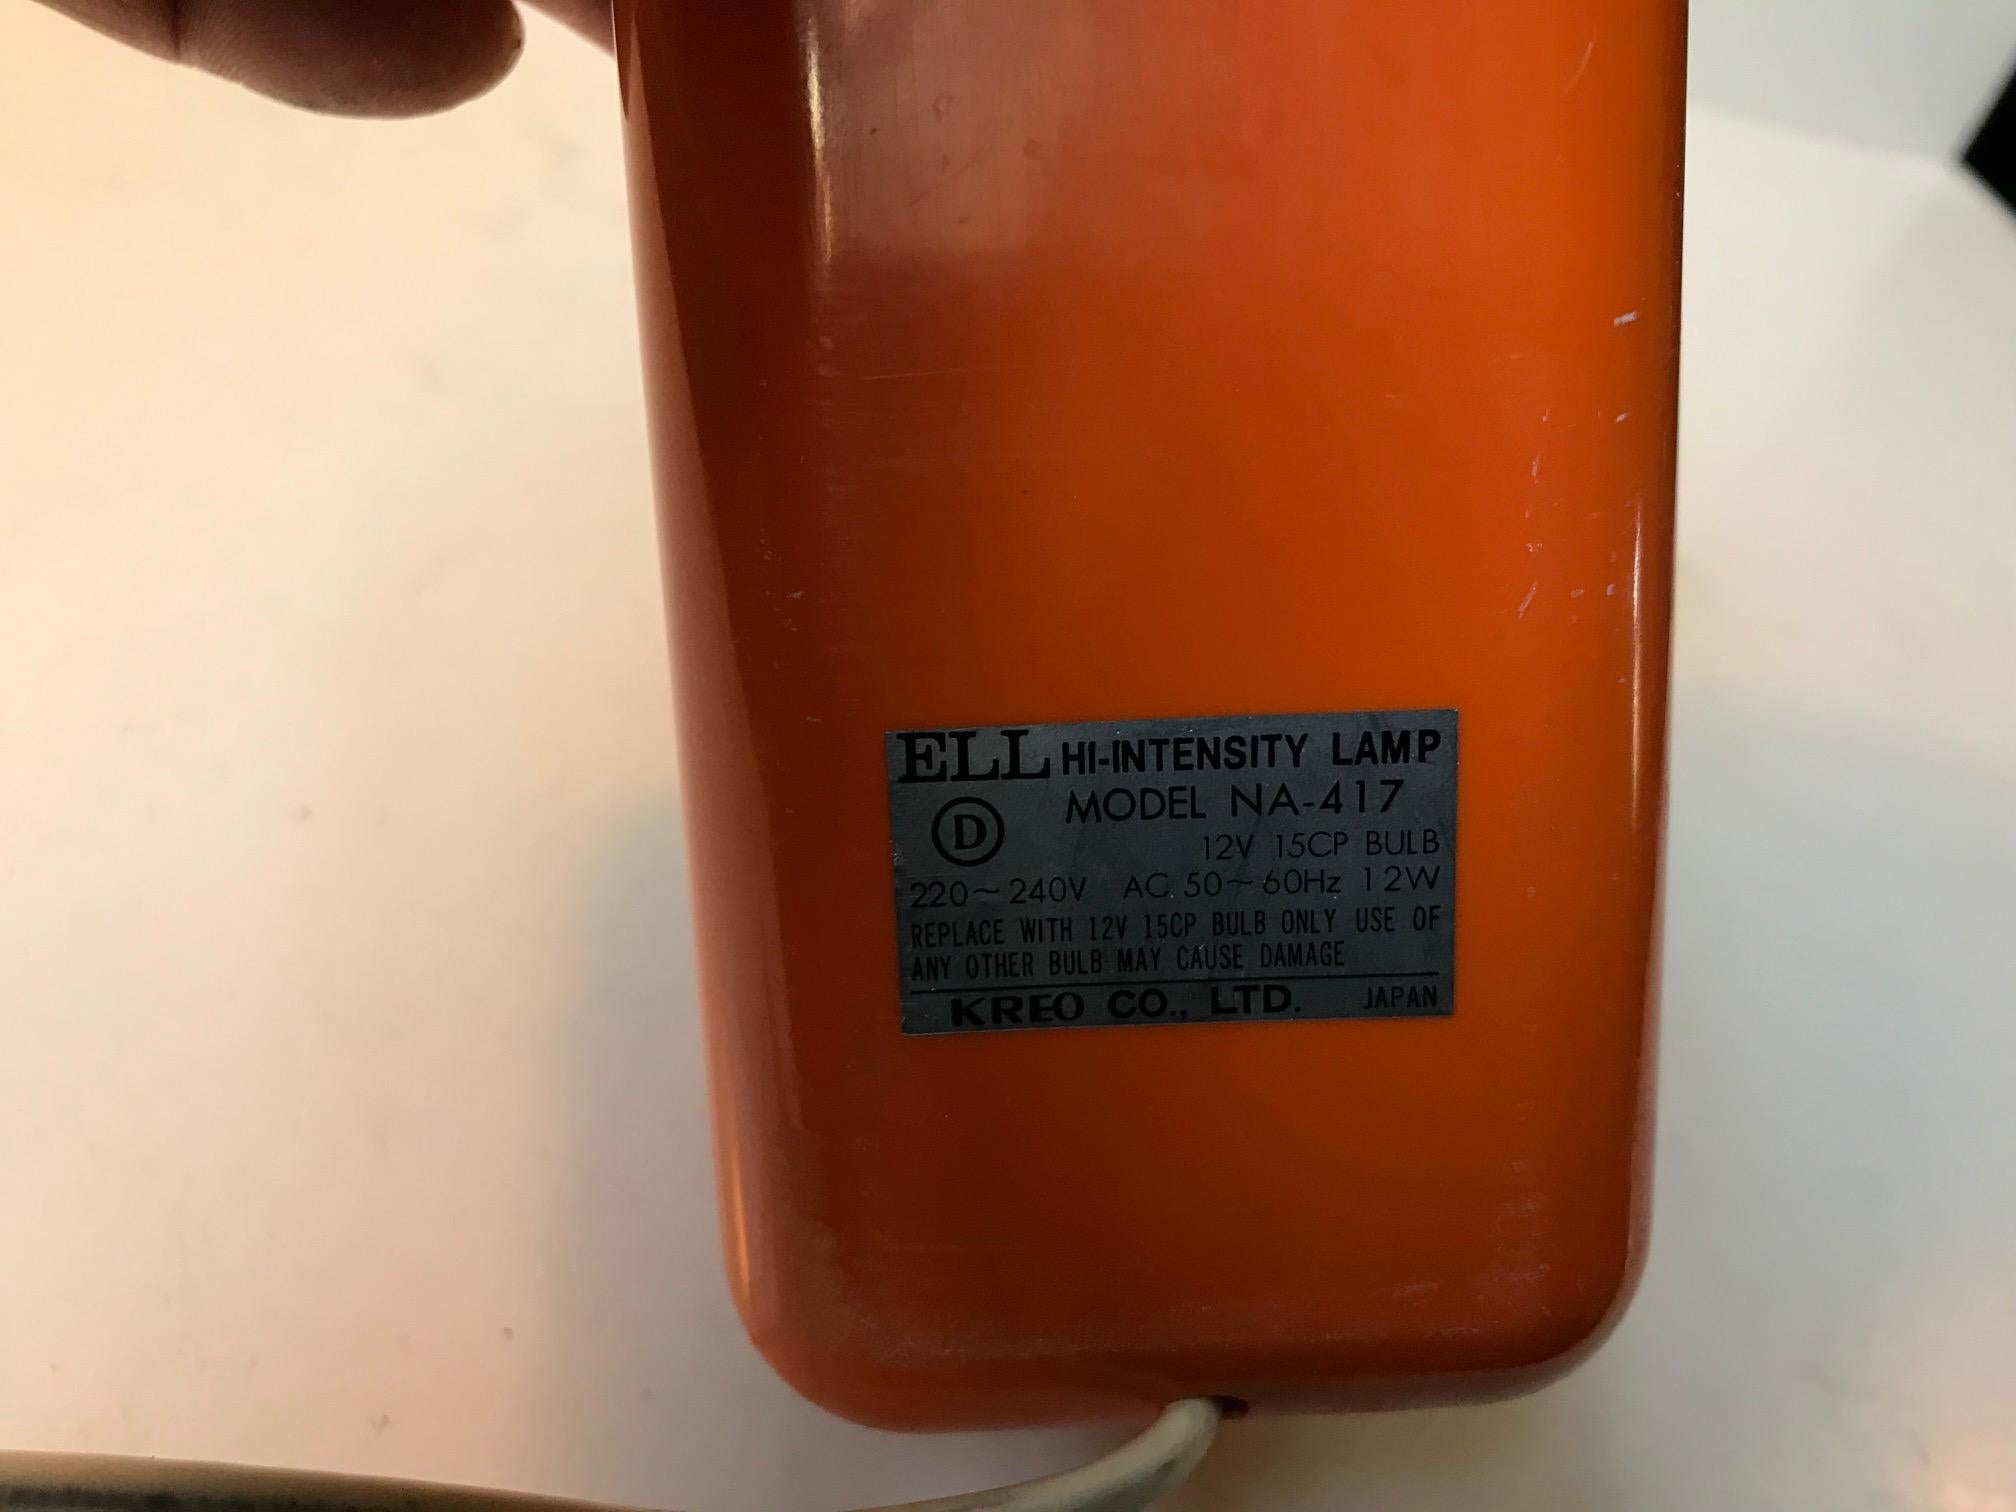 ELL HI-INTENSITY LAMP
D MODEL NA-417
12V 15CP BULB
220~240V AC. 50~60Hz 12W
REPLACE WITH 12V 15CP BULB ONLY USE OF
ANY OTHER BULB MAY CAUSE DAMAGE
KREO CO., LTD. JAPAN